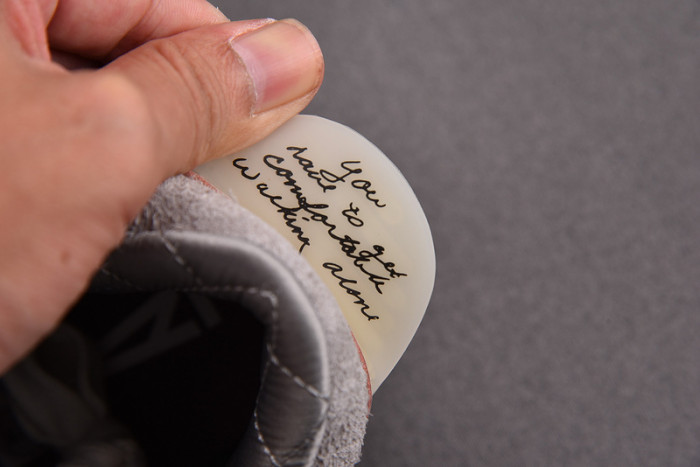 you
have to get
comfortable
walking alone